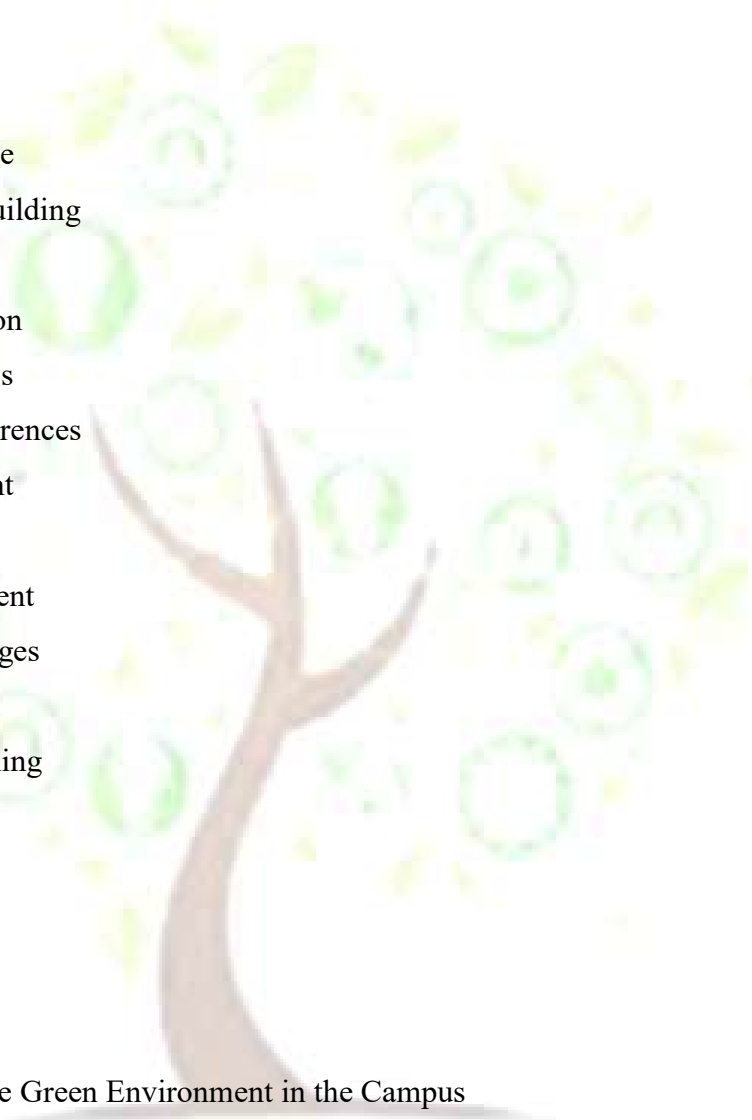 e
uilding
on
s
rences
nt
ent
ges
ing
e Green Environment in the Campus